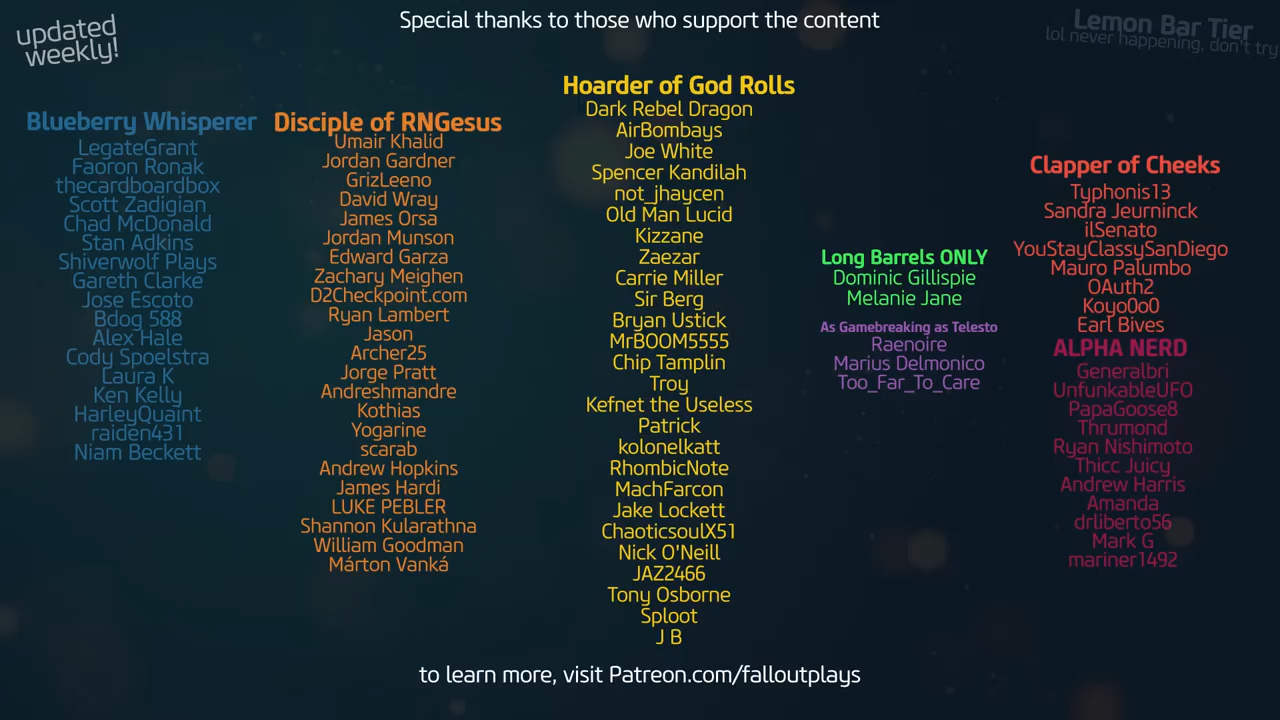 updated
weekly!
Special thanks to those who support the content
Lemon Bar Tier
lol never happening, don't try
Blueberry Whisperer
LegateGrant
Faoron Ronak
thecardboardbox
Scott Zadigian
Chad McDonald
Stan Adkins
Shiverwolf Plays
Gareth Clarke
Jose Escoto
Bdog 588
Alex Hale
Cody Spoelstra
Laura K
Ken Kelly
HarleyQuaint
raiden431
Niam Beckett
Disciple of RNGesus
Umair Khalid
Jordan Gardner
GrizLeeno
David Wray
James Orsa
Jordan Munson
Edward Garza
Zachary Meighen
D2Checkpoint.com
Ryan Lambert
Jason
Archer25
Jorge Pratt
Andreshmandre
Kothias
Yogarine
scarab
Andrew Hopkins
James Hardi
LUKE PEBLER
Shannon Kularathna
William Goodman
Márton Vanká
Hoarder of God Rolls
Dark Rebel Dragon
AirBombays
Joe White
Spencer Kandilah
not_jhaycen
Old Man Lucid
Kizzane
Zaezar
Carrie Miller
Sir Berg
Bryan Ustick
MrBOOM5555
Chip Tamplin
Troy
Kefnet the Useless
Patrick
kolonelkatt
RhombicNote
MachFarcon
Jake Lockett
ChaoticsoulX51
Nick O'Neill
JAZ2466
Tony Osborne
Sploot
J B
Long Barrels ONLY
Dominic Gillispie
Melanie Jane
As Gamebreaking as Telesto
Raenoire
Marius Delmonico
Too_Far_To_Care
Clapper of Cheeks
Typhonis13
Sandra Jeurninck
ilSenato
YouStayClassySanDiego
Mauro Palumbo
OAuth2
Koyo0o0
Earl Bives
ALPHA NERD
Generalbri
UnfunkableUFO
PapaGoose8
Thrumond
Ryan Nishimoto
Thicc Juicy
Andrew Harris
Amanda
drliberto56
Mark G
mariner1492
to learn more, visit Patreon.com/falloutplays